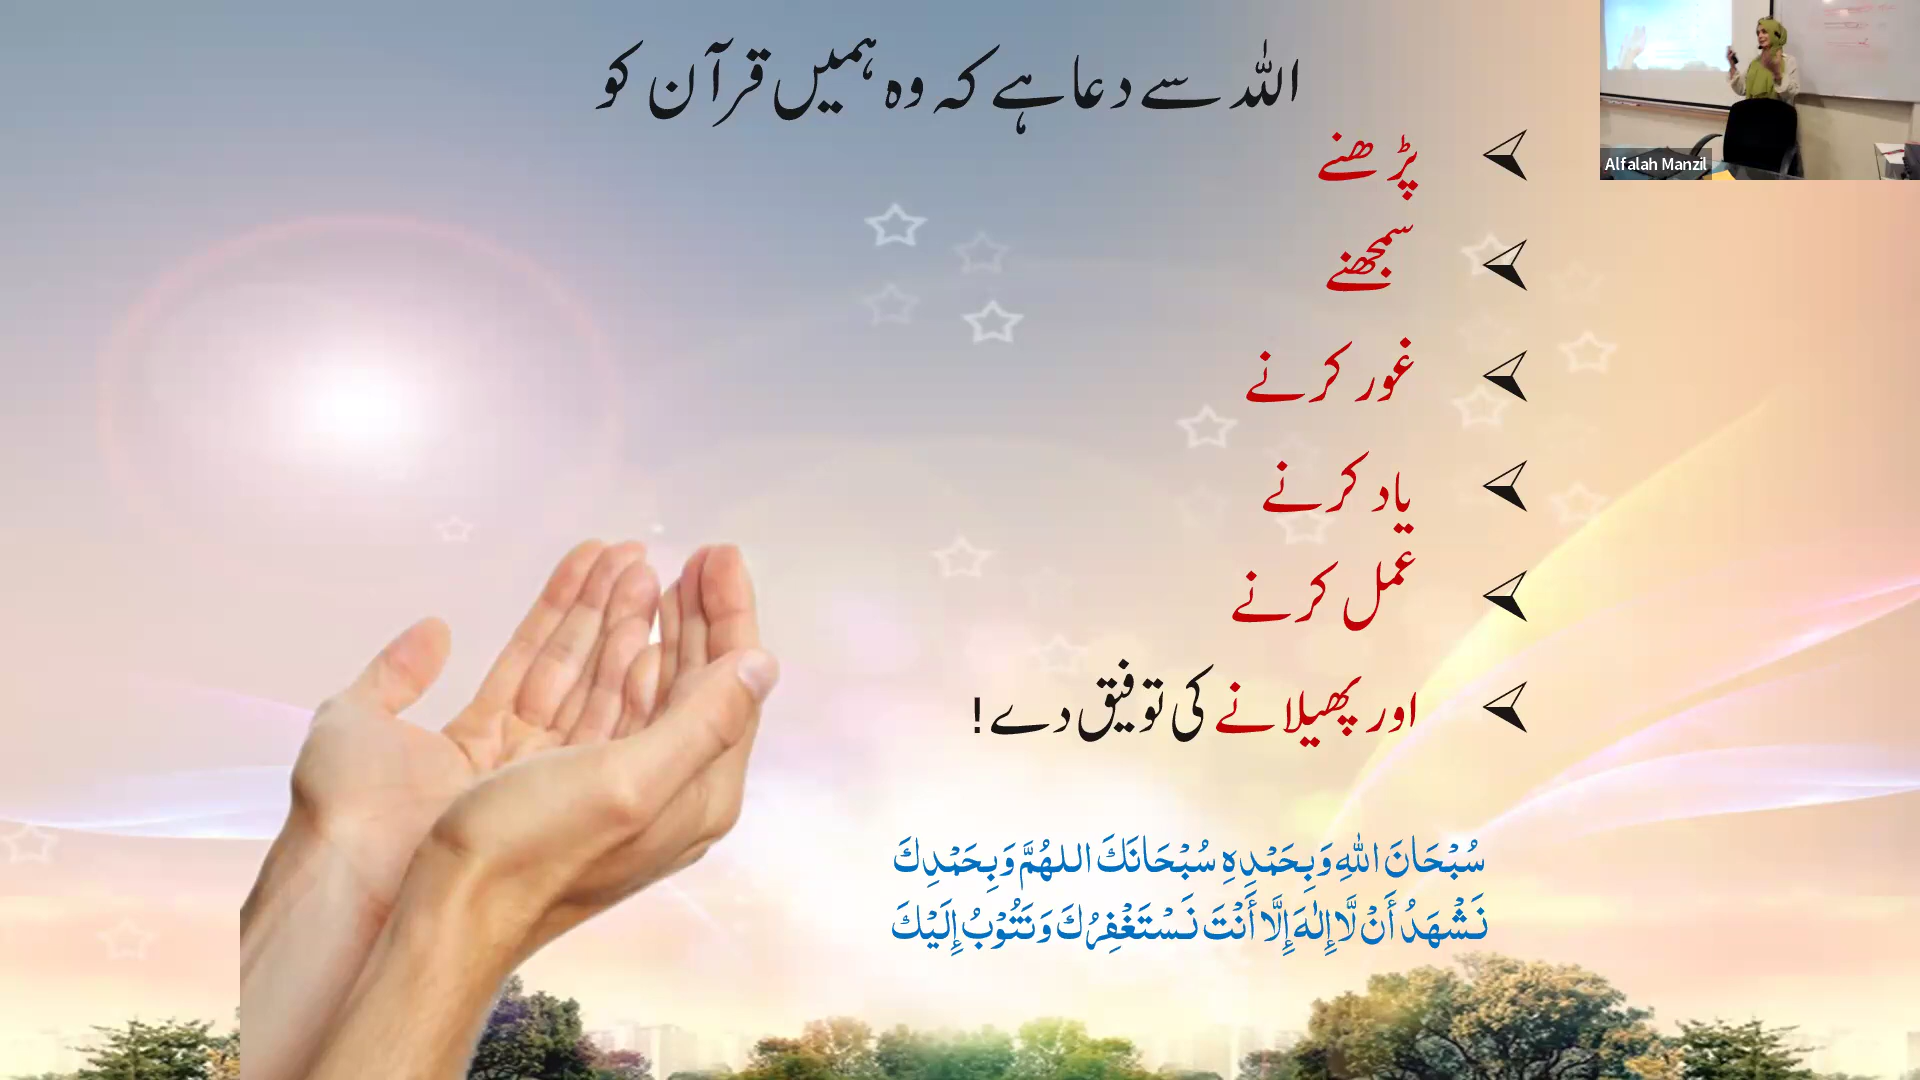 اللہ سے دعا ہے کہ وہ ہمیں قرآن کو
پڑھنے
سمجھنے
غور کرنے
یاد کرنے
عمل کرنے
اور پھیلانے کی توفیق دے!
سُبْحَانَ اللّٰهِ وَبِحَمْدِهٖ سُبْحَانَكَ اللهُمَّ وَبِحَمْدِكَ
نَشْهَدُ أَنْ لَّا إِلٰهَ إِلَّا أَنْتَ نَسْتَغْفِرُكَ وَنَتُوْبُ إِلَيْكَ
Alfalah Manzil